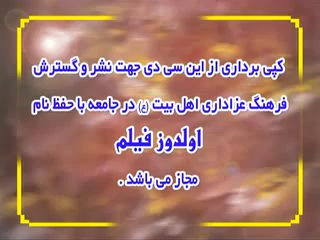 کپی برداری از این سی دی جهت نشر و گسترش
فرهنگ عزاداری اهل بیت (ع) در جامعه با حفظ نام
اولدوز فیلم
مجاز می باشد .